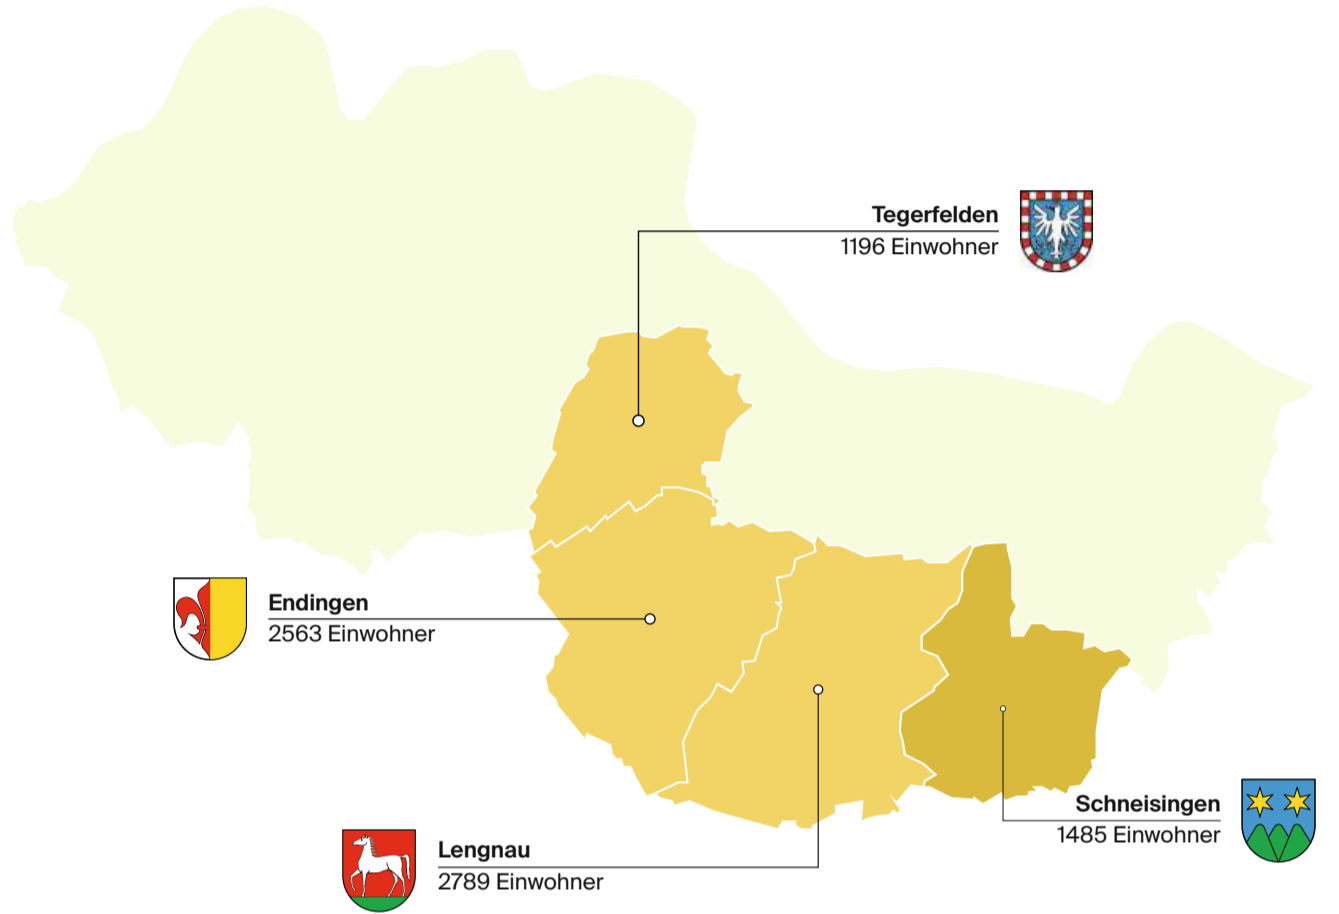 Tegerfelden
1196 Einwohner
Endingen
2563 Einwohner
Schneisingen
1485 Einwohner
Lengnau
2789 Einwohner